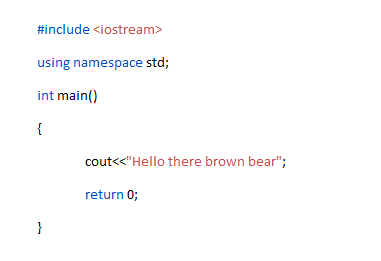 #include <iostream>
using namespace std;
int main()
{
cout<<"Hello there brown bear";
return 0;
}